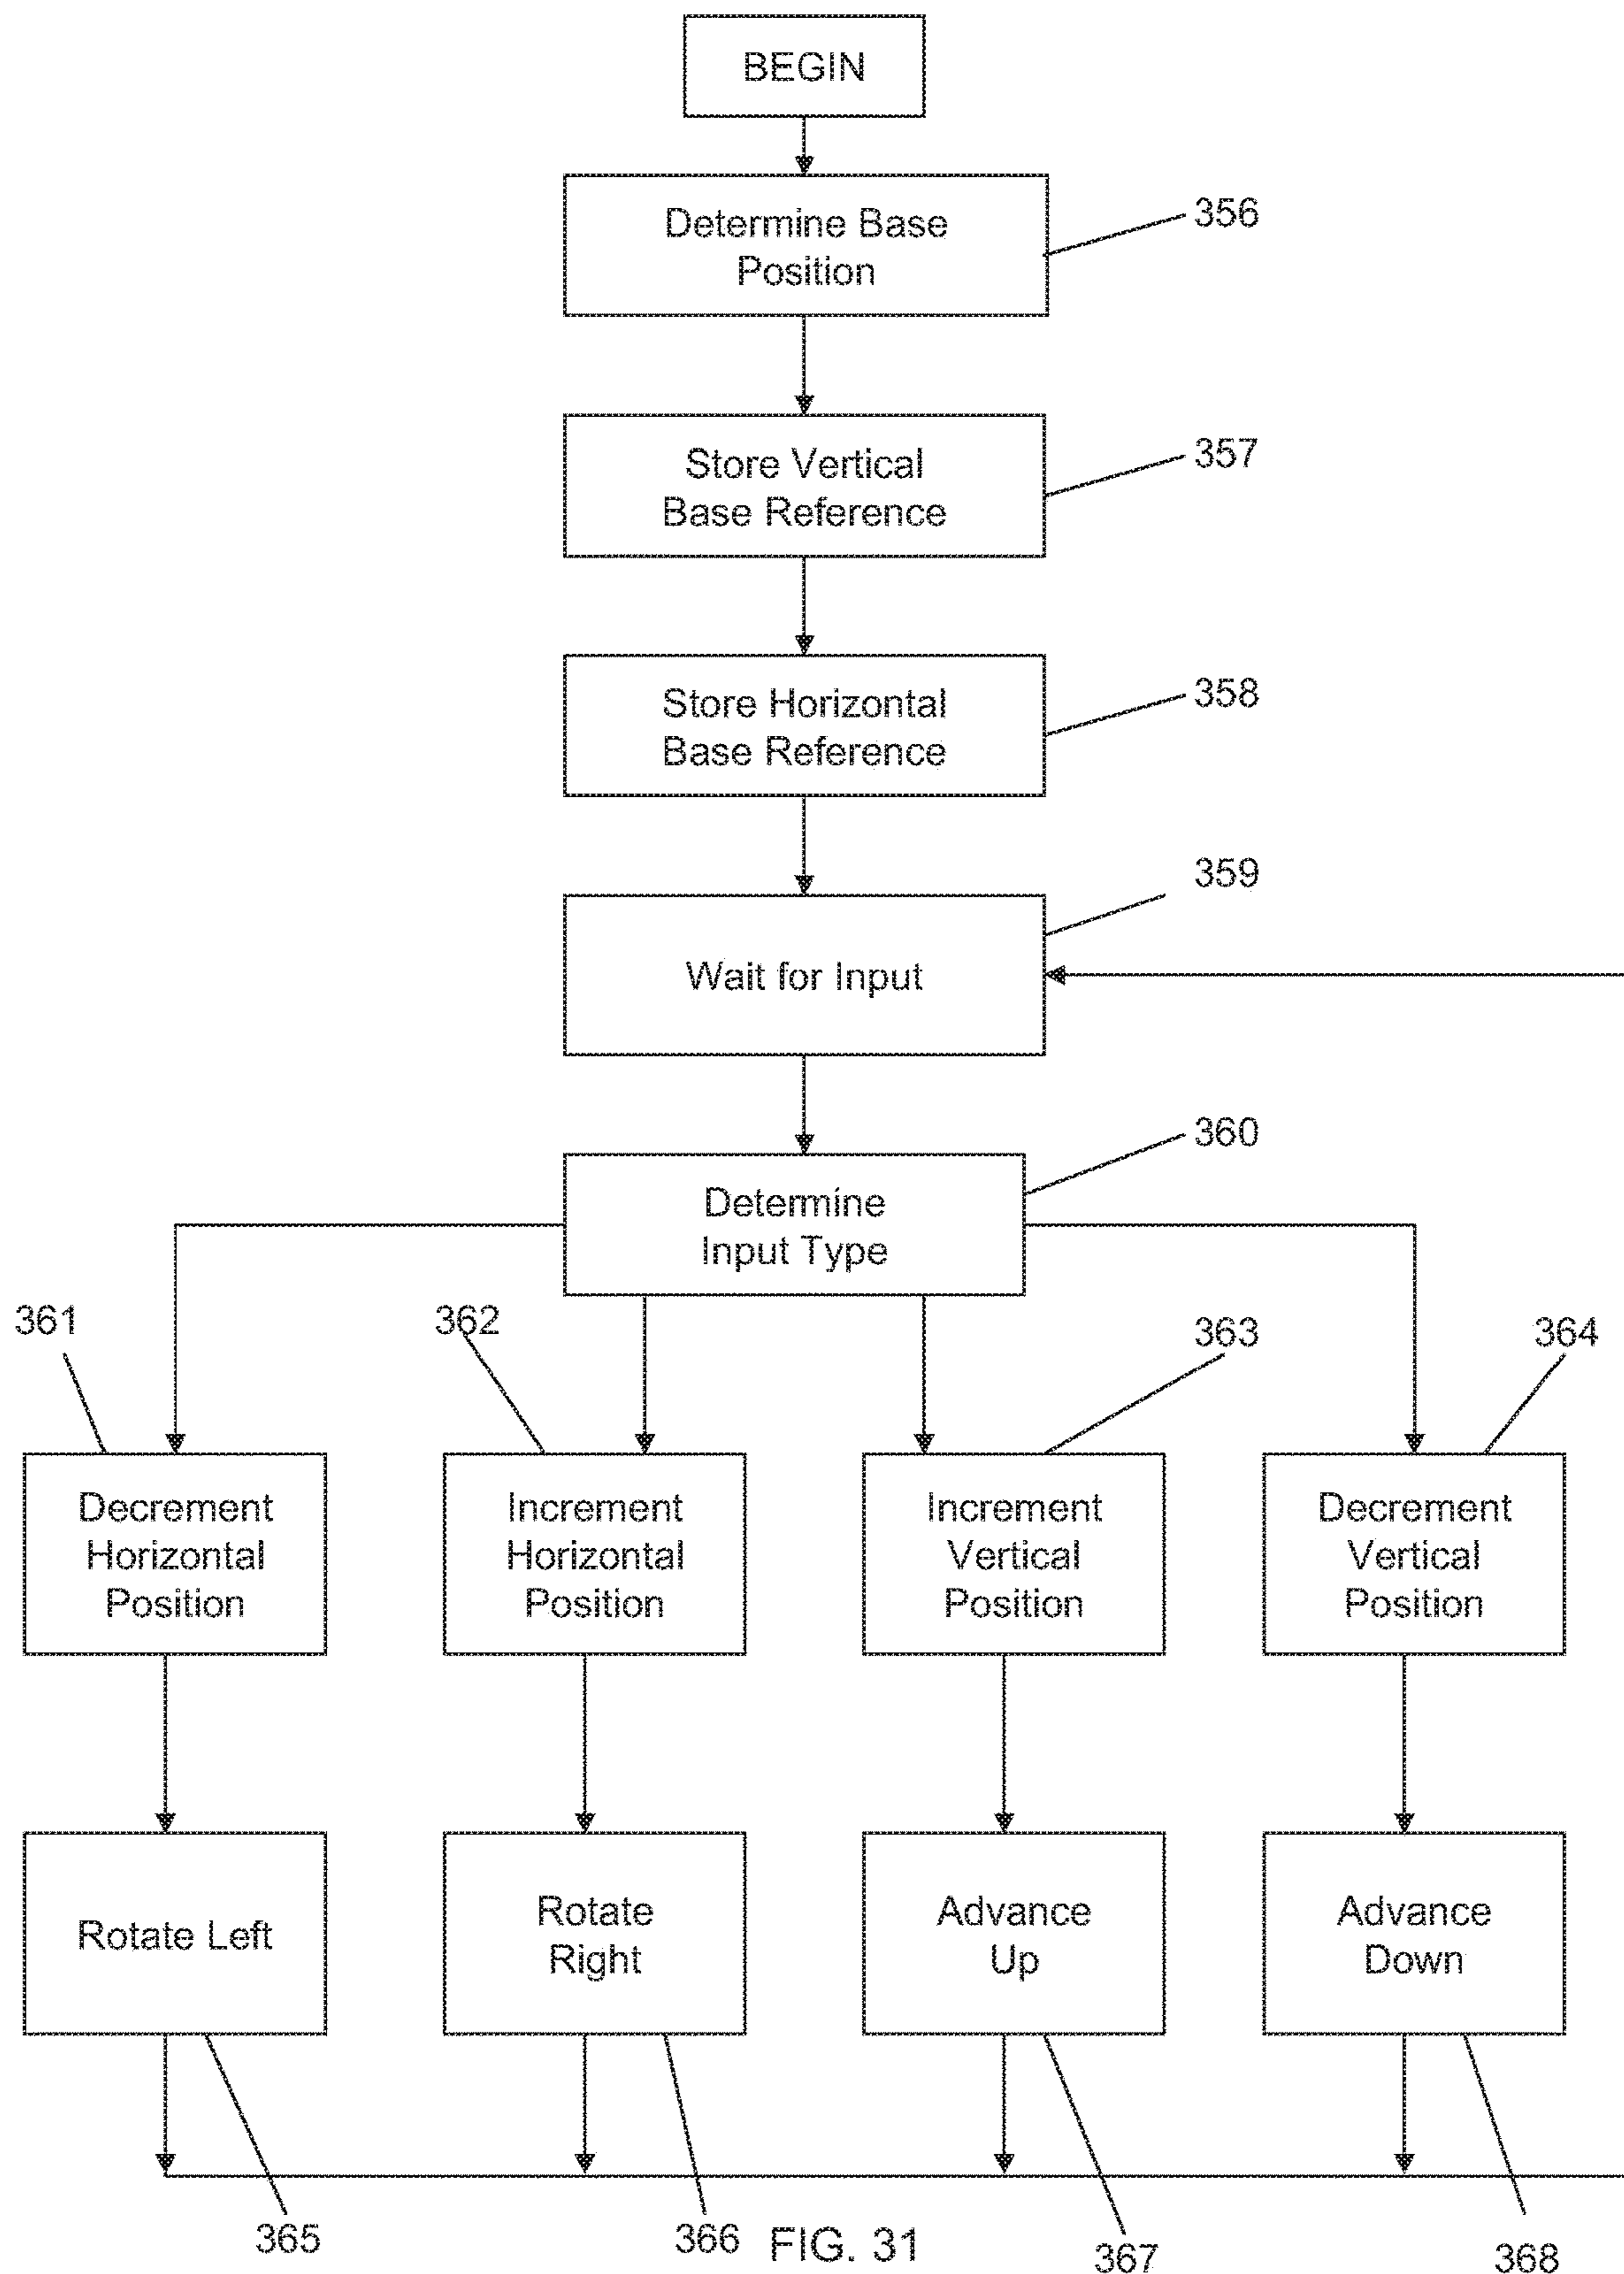 BEGIN
Determine Base
Position
356
Store Vertical
Base Reference
357
Store Horizontal
Base Reference
358
359
Wait for Input
360
Determine
Input Type
361
362
363
364
Decrement
Horizontal
Position
Increment
Horizontal
Position
Increment
Vertical
Position
Decrement
Vertical
Position
Rotate Left
Rotate
Right
Advance
Up
Advance
Down
365
366
FIG. 31
367
368